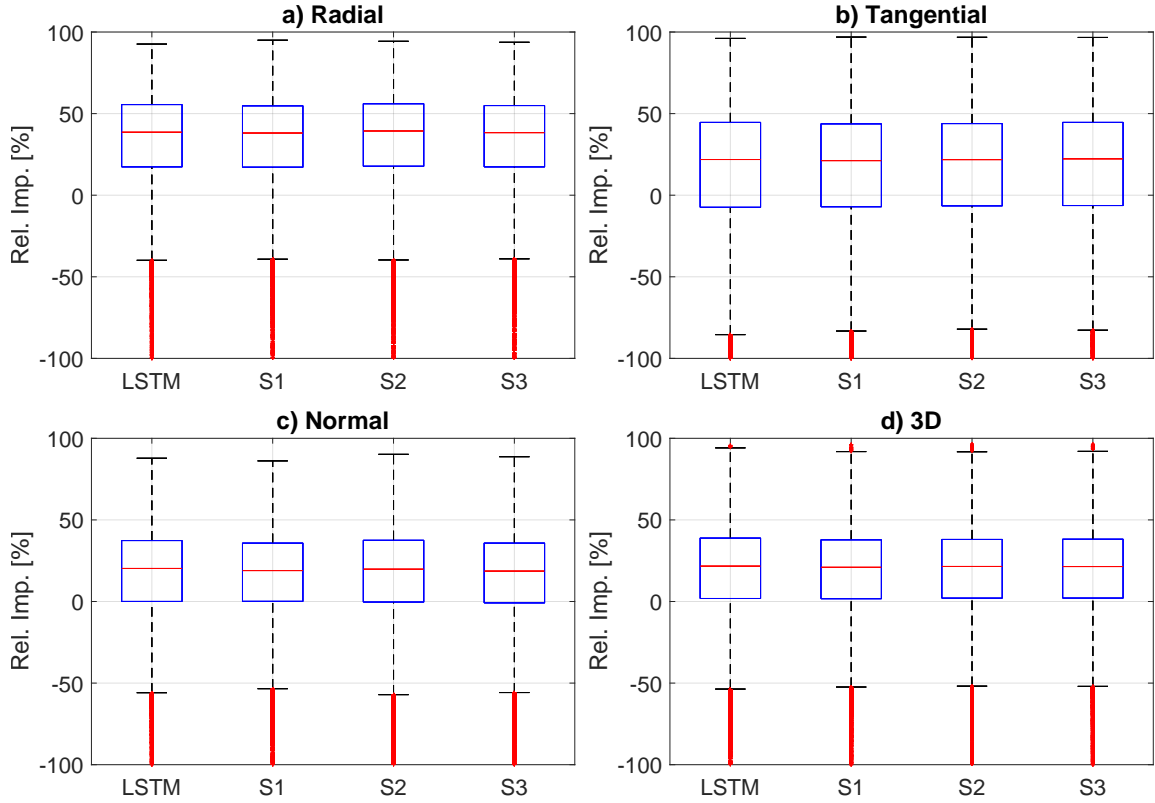 a) Radial
100
50
0
-50
-100
Rel. Imp. [%]
LSTM S1 S2 S3
b) Tangential
100
50
0
-50
-100
Rel. Imp. [%]
LSTM S1 S2 S3
c) Normal
100
50
0
-50
-100
Rel. Imp. [%]
LSTM S1 S2 S3
d) 3D
100
50
0
-50
-100
Rel. Imp. [%]
LSTM S1 S2 S3